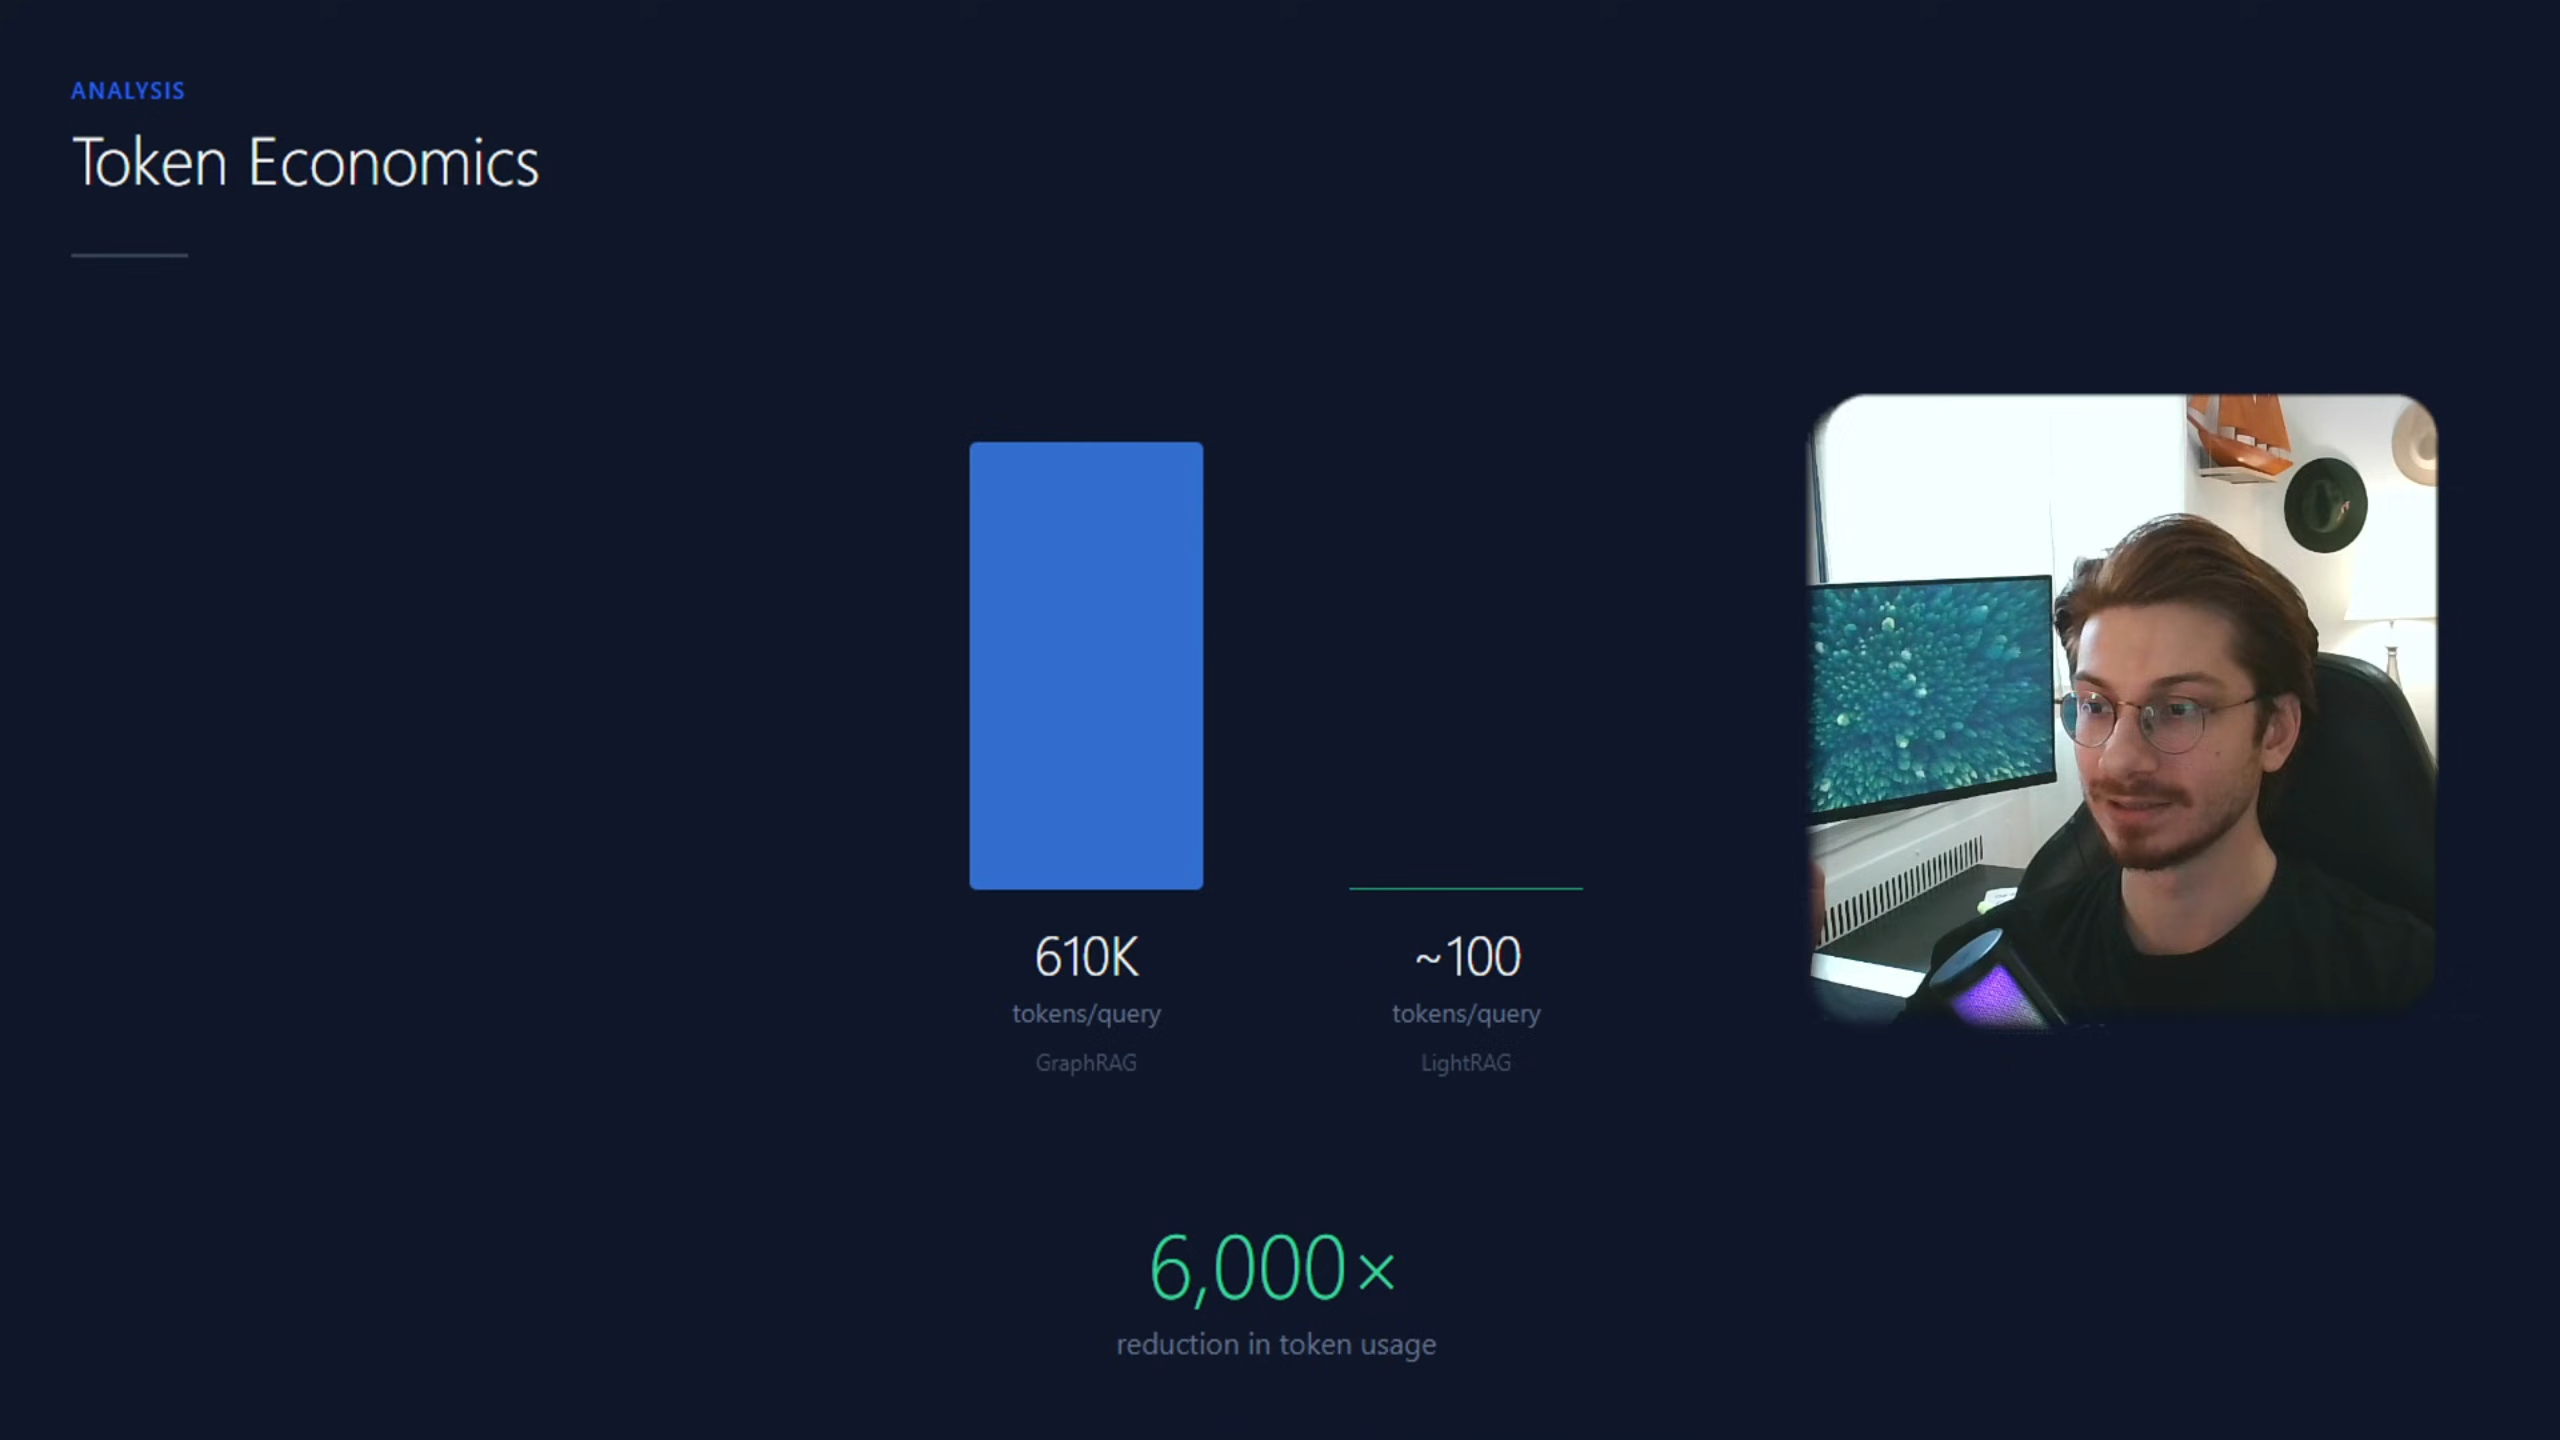 ANALYSIS
Token Economics
610K
tokens/query
GraphRAG
~100
tokens/query
LightRAG
6,000×
reduction in token usage